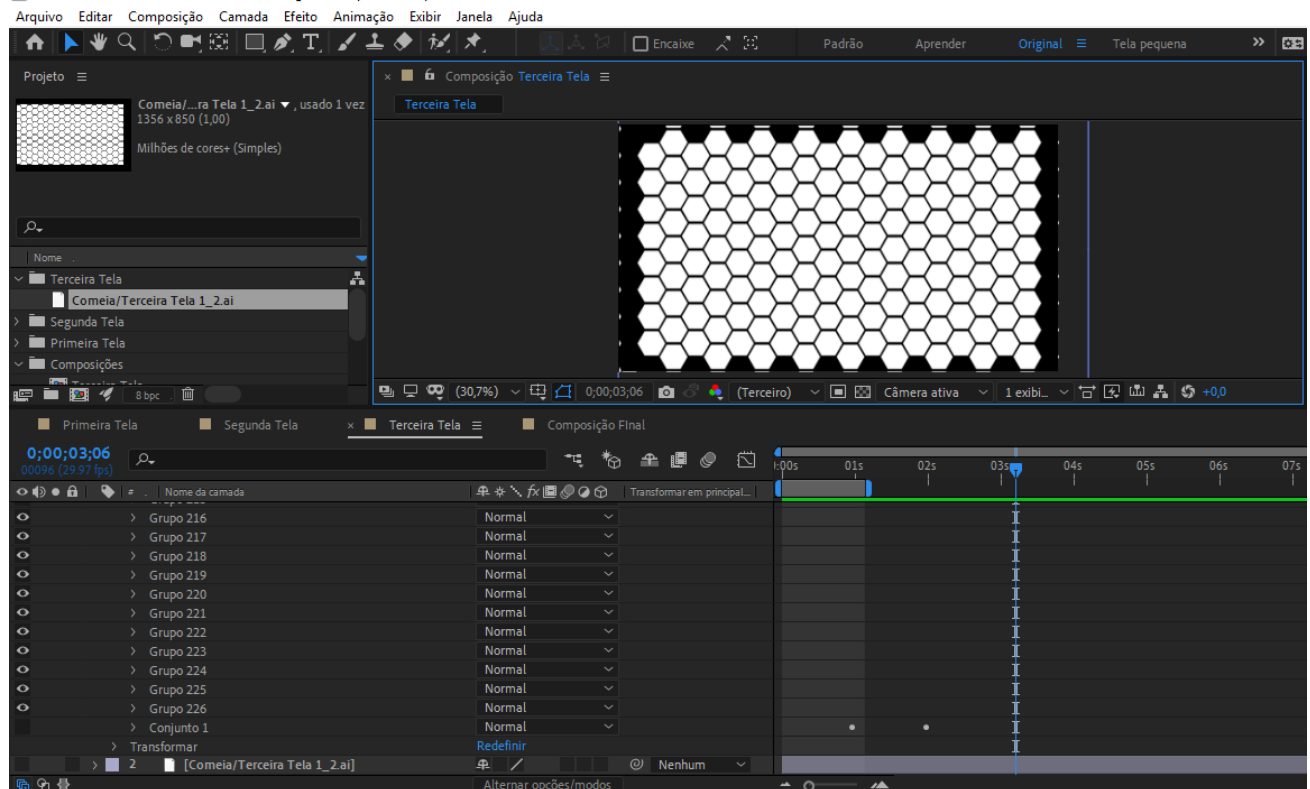 Arquivo Editar Composição Camada Efeito Animação Exibir Janela Ajuda
T Encaixe Padrão Aprender Original Tela pequena
Projeto
Composição Terceira Tela
Terceira Tela
Comeia/...ra Tela 1_2.ai , usado 1 vez
1356 x 850 (1,00)
Milhões de cores+ (Simples)
Nome
Terceira Tela
Comeia/Terceira Tela 1_2.ai
Segunda Tela
Primeira Tela
Composições
Terceira Tela
8 bpc
(30,7%) 0;00;03;06 (Terceiro) Câmera ativa 1 exibi... +0,0
Primeira Tela Segunda Tela Terceira Tela Composição FInal
0;00;03;06
00096 (29.97 fps)
:00s 01s 02s 03s 04s 05s 06s 07s
# Nome da camada fx Transformar em principal...
Grupo 216 Normal
Grupo 217 Normal
Grupo 218 Normal
Grupo 219 Normal
Grupo 220 Normal
Grupo 221 Normal
Grupo 222 Normal
Grupo 223 Normal
Grupo 224 Normal
Grupo 225 Normal
Grupo 226 Normal
Conjunto 1 Normal
Transformar Redefinir
2 [Comeia/Terceira Tela 1_2.ai] Nenhum
Alternar opções/modos